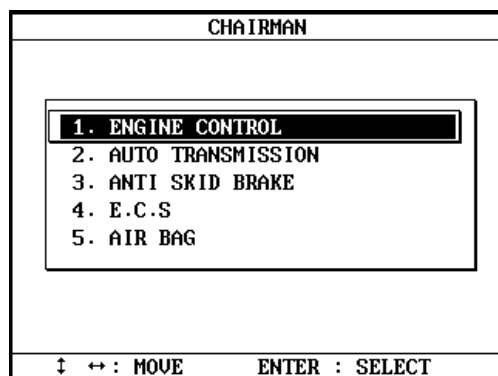 CHAIRMAN
1. ENGINE CONTROL
2. AUTO TRANSMISSION
3. ANTI SKID BRAKE
4. E.C.S
5. AIR BAG
↕ ↔ : MOVE ENTER : SELECT